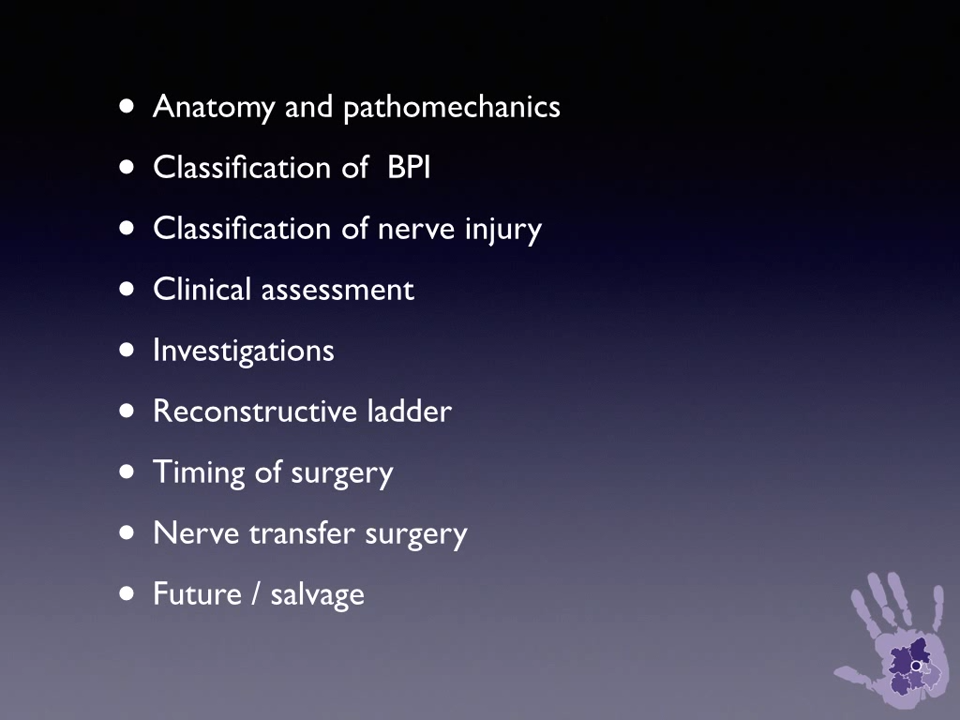 • Anatomy and pathomechanics
• Classification of BPI
• Classification of nerve injury
• Clinical assessment
• Investigations
• Reconstructive ladder
• Timing of surgery
• Nerve transfer surgery
• Future / salvage